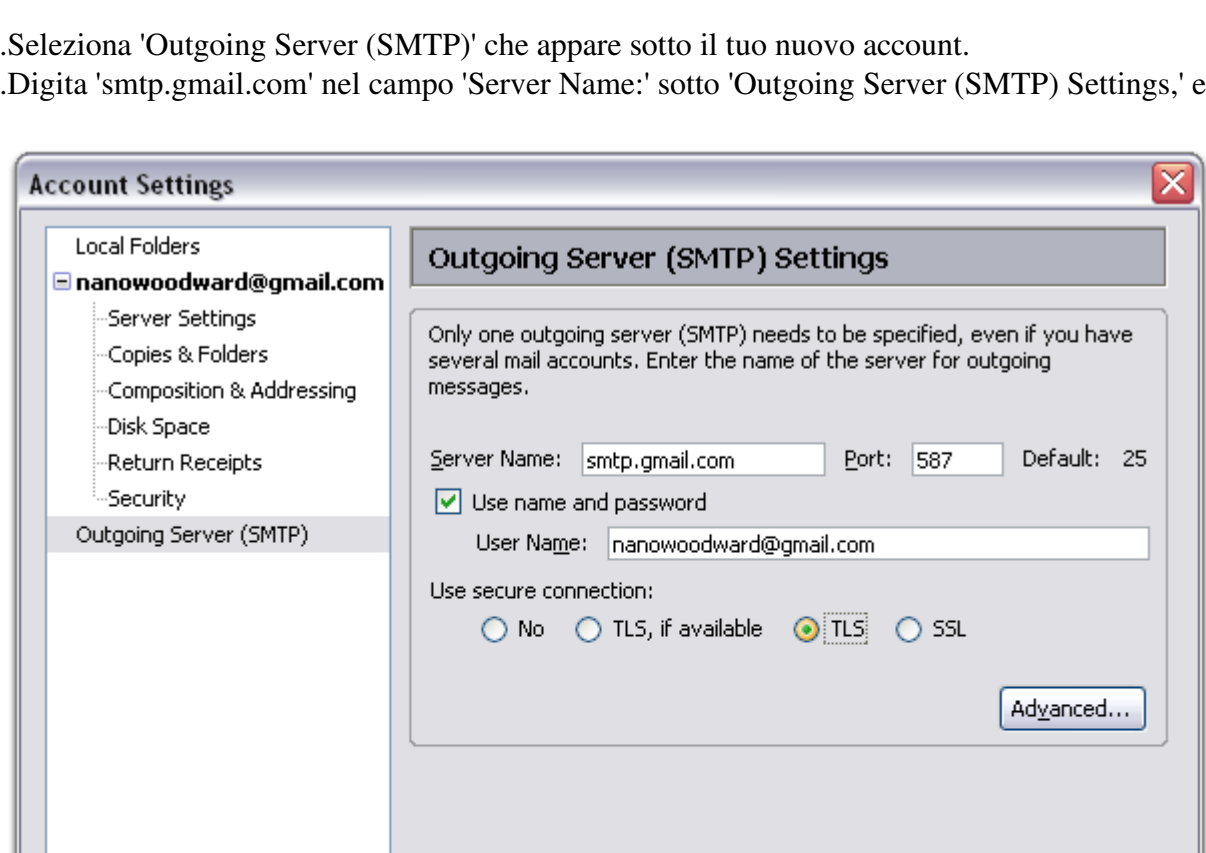 .Seleziona 'Outgoing Server (SMTP)' che appare sotto il tuo nuovo account.
.Digita 'smtp.gmail.com' nel campo 'Server Name:' sotto 'Outgoing Server (SMTP) Settings,' e
Account Settings
Local Folders
nanowoodward@gmail.com
Server Settings
Copies & Folders
Composition & Addressing
Disk Space
Return Receipts
Security
Outgoing Server (SMTP)
Outgoing Server (SMTP) Settings
Only one outgoing server (SMTP) needs to be specified, even if you have
several mail accounts. Enter the name of the server for outgoing
messages.
Server Name: smtp.gmail.com Port: 587 Default: 25
Use name and password
User Name: nanowoodward@gmail.com
Use secure connection:
No TLS, if available TLS SSL
Advanced...